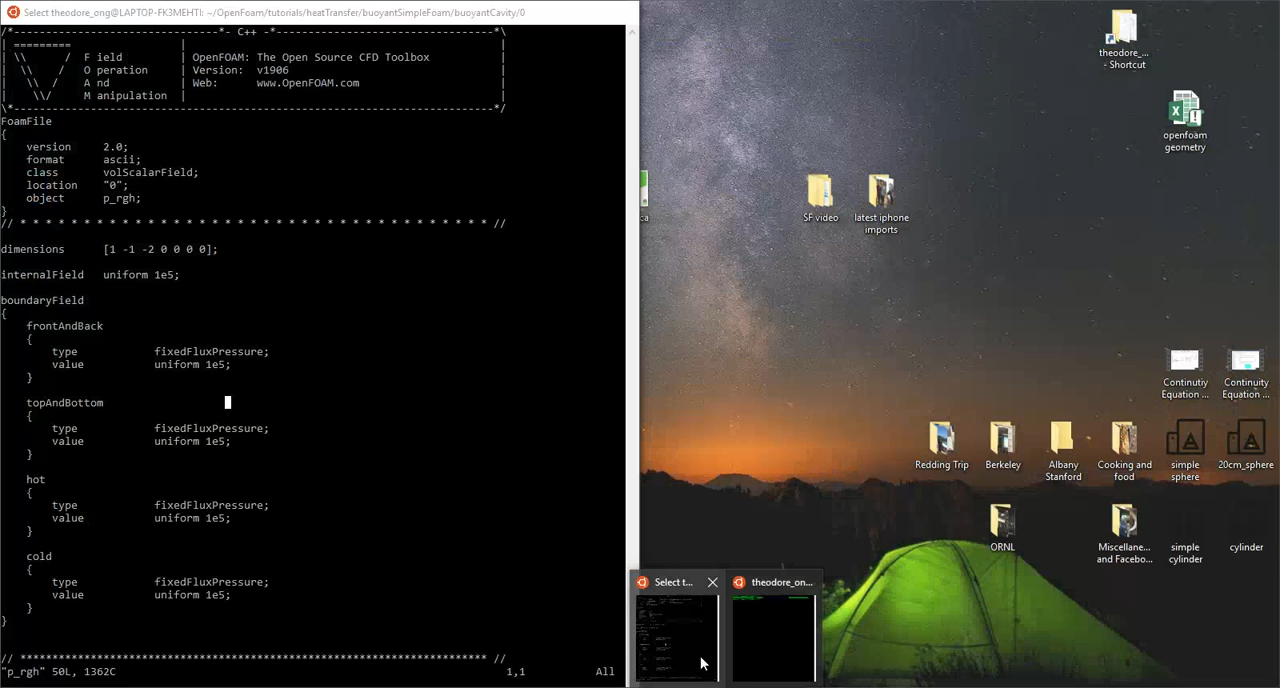 Select theodore_ong@LAPTOP-FK3MEHTI: ~/OpenFoam/tutorials/heatTransfer/buoyantSimpleFoam/buoyantCavity/0
/*--------------------------------*- C++ -*----------------------------------*\
| ========= |
| \\ / F ield | OpenFOAM: The Open Source CFD Toolbox |
| \\ / O peration | Version: v1906 |
| \\ / A nd | Web: www.OpenFOAM.com |
| \\/ M anipulation | |
\*---------------------------------------------------------------------------*/
FoamFile
{
version 2.0;
format ascii;
class volScalarField;
location "0";
object p_rgh;
}
// * * * * * * * * * * * * * * * * * * * * * * * * * * * * * * * * * * * * * //
dimensions [1 -1 -2 0 0 0 0];
internalField uniform 1e5;
boundaryField
{
frontAndBack
{
type fixedFluxPressure;
value uniform 1e5;
}
topAndBottom
{
type fixedFluxPressure;
value uniform 1e5;
}
hot
{
type fixedFluxPressure;
value uniform 1e5;
}
cold
{
type fixedFluxPressure;
value uniform 1e5;
}
}
// ************************************************************************* //
"p_rgh" 50L, 1362C 1,1 All
theodore_...
- Shortcut
openfoam
geometry
ca
SF video
latest iphone
imports
Continutiy
Equation ...
Continuity
Equation ...
Redding Trip
Berkeley
Albany
Stanford
Cooking and
food
simple
sphere
20cm_sphere
ORNL
Miscellane...
and Facebo...
simple
cylinder
cylinder
Select t...
theodore_on...